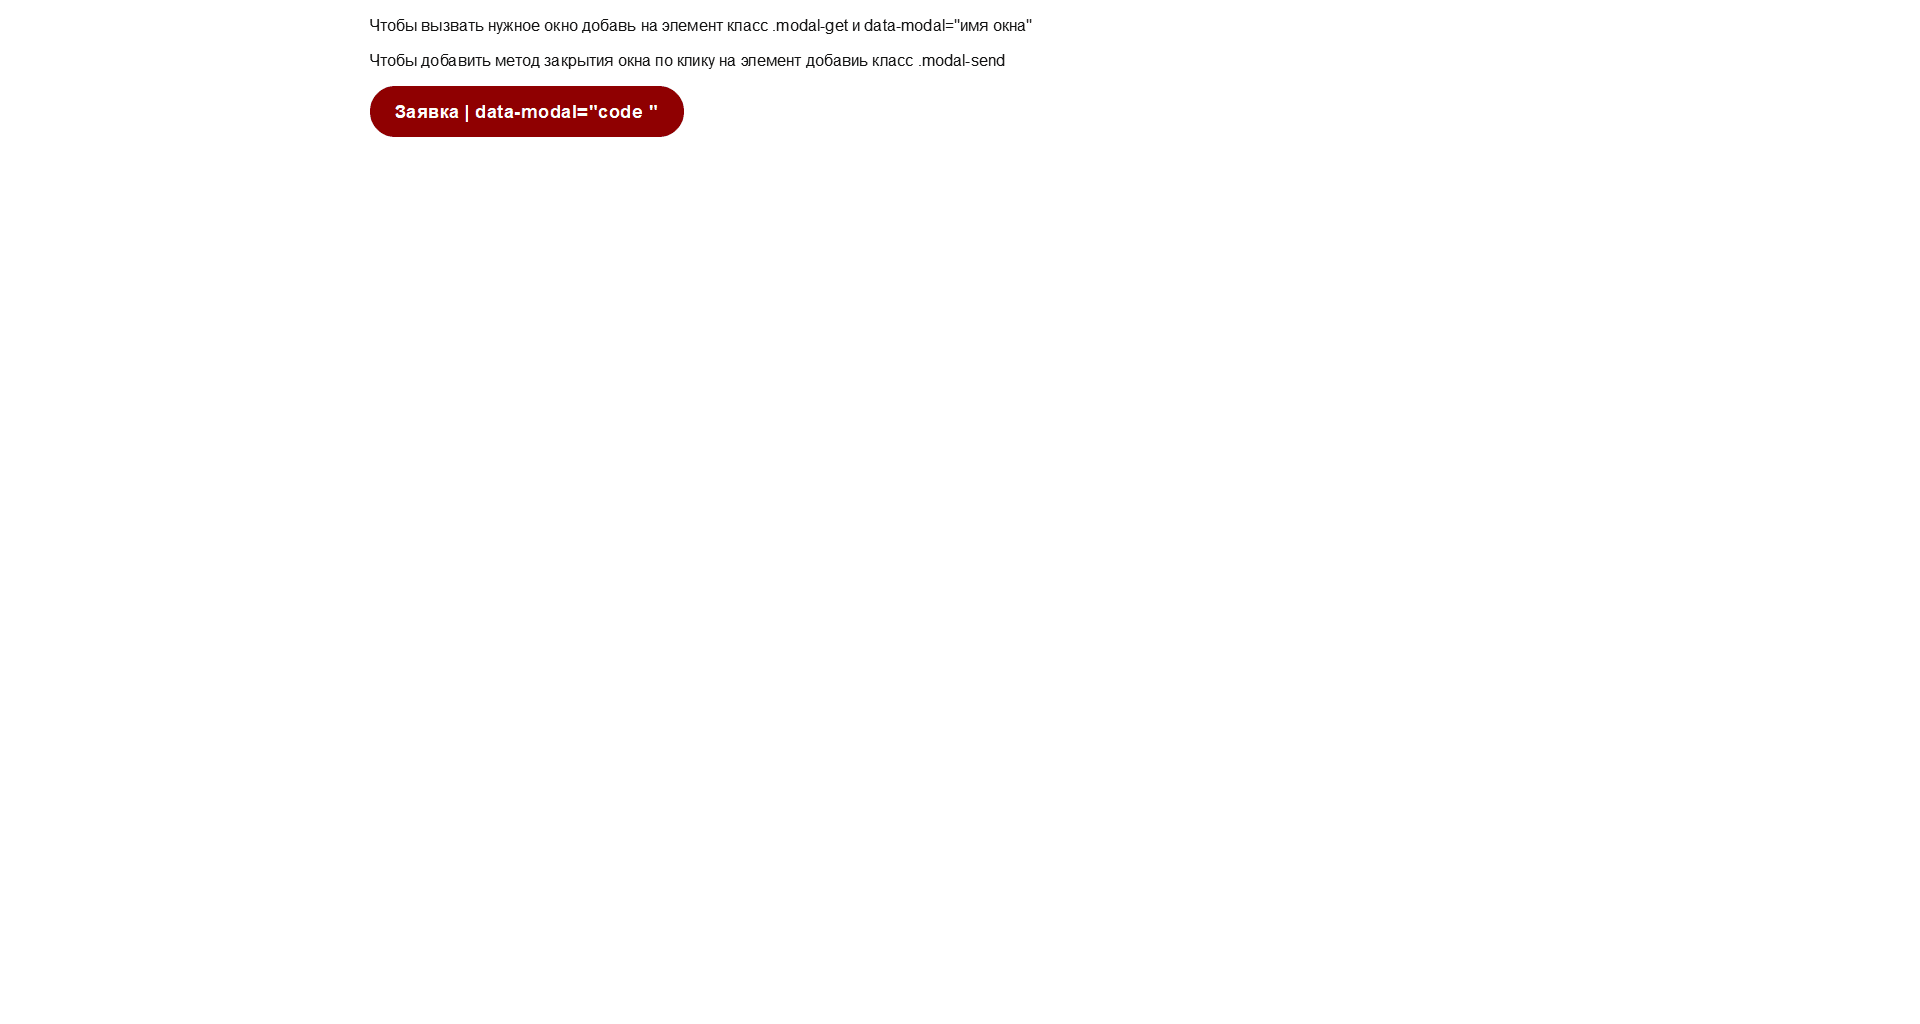 Чтобы вызвать нужное окно добавь на элемент класс .modal-get и data-modal="имя окна"
Чтобы добавить метод закрытия окна по клику на элемент добавиь класс .modal-send
Заявка | data-modal="code "